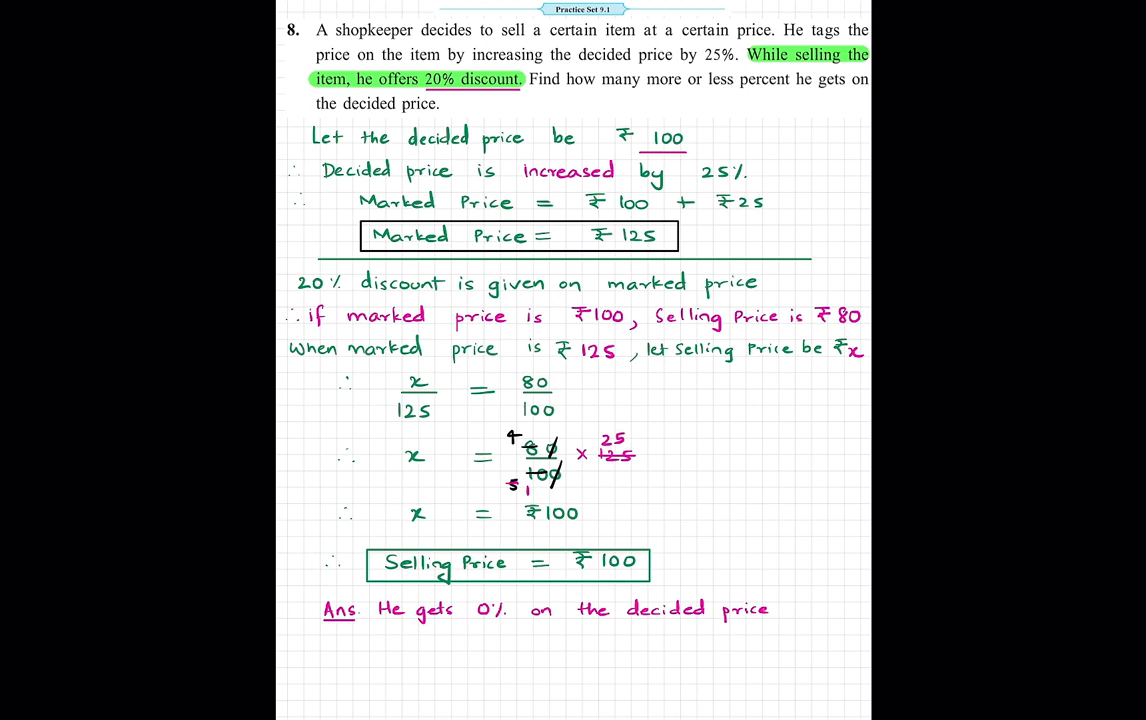 Practice Set 9.1
8. A shopkeeper decides to sell a certain item at a certain price. He tags the
price on the item by increasing the decided price by 25%. While selling the
item, he offers 20% discount. Find how many more or less percent he gets on
the decided price.
Let the decided price be ₹ 100
∴ Decided price is increased by 25%.
∴ Marked Price = ₹ 100 + ₹25
Marked Price = ₹ 125
20% discount is given on marked price
∴ if marked price is ₹100, Selling Price is ₹ 80
When marked price is ₹ 125, let Selling Price be ₹x
∴ x/125 = 80/100
4 25
∴ x = 80/100 × 125
5 1
∴ x = ₹100
∴ Selling Price = ₹ 100
Ans. He gets 0% on the decided price